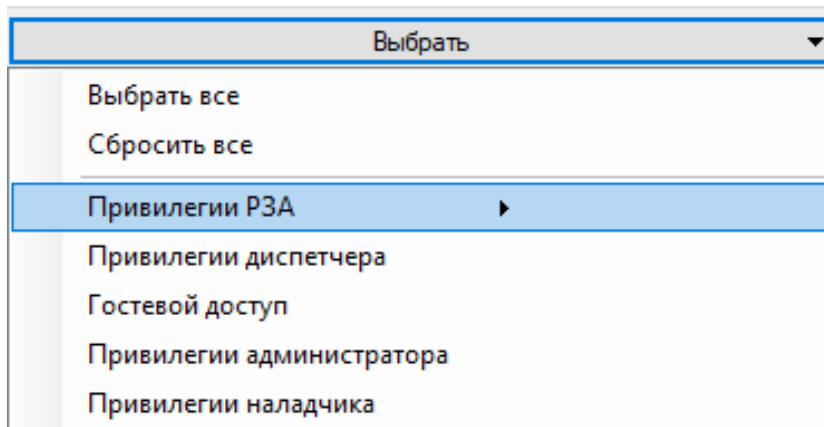 Выбрать
Выбрать все
Сбросить все
Привилегии РЗА
Привилегии диспетчера
Гостевой доступ
Привилегии администратора
Привилегии наладчика